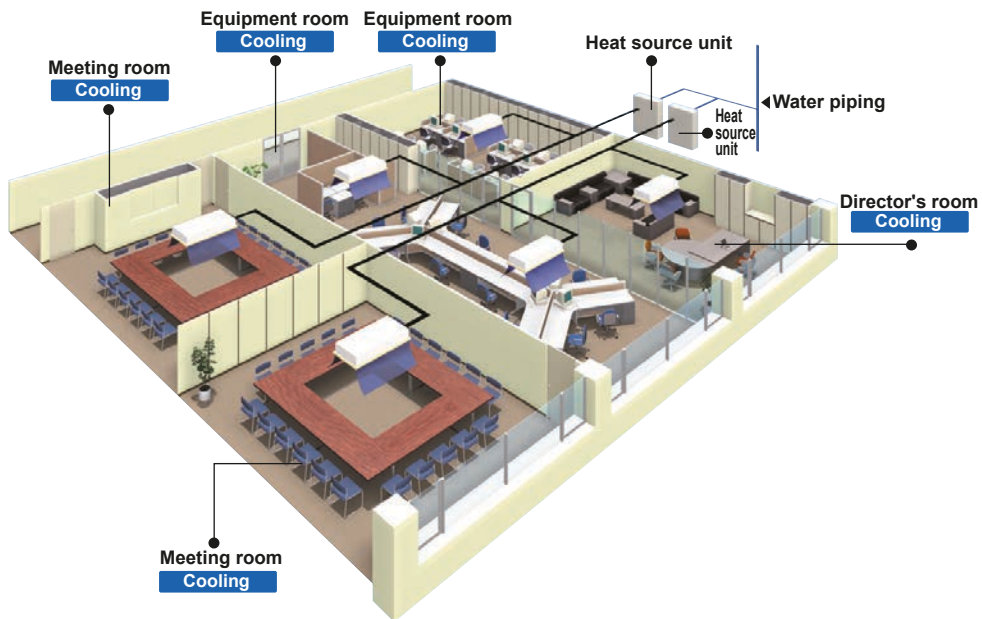 Equipment room
Cooling
Equipment room
Cooling
Heat source unit
Meeting room
Cooling
◀Water piping
Heat
source
unit
Director's room
Cooling
Meeting room
Cooling